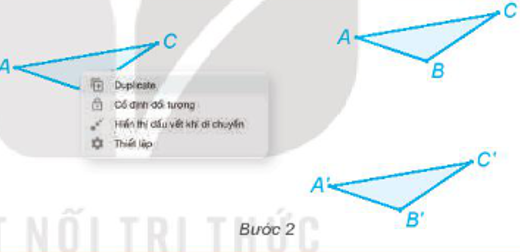 A
C
Duplicate
Cố định đối tượng
Hiển thị dấu vết khi di chuyển
Thiết lập
A
C
B
A'
C'
B'
Bước 2
T NỐI TRI THỨC